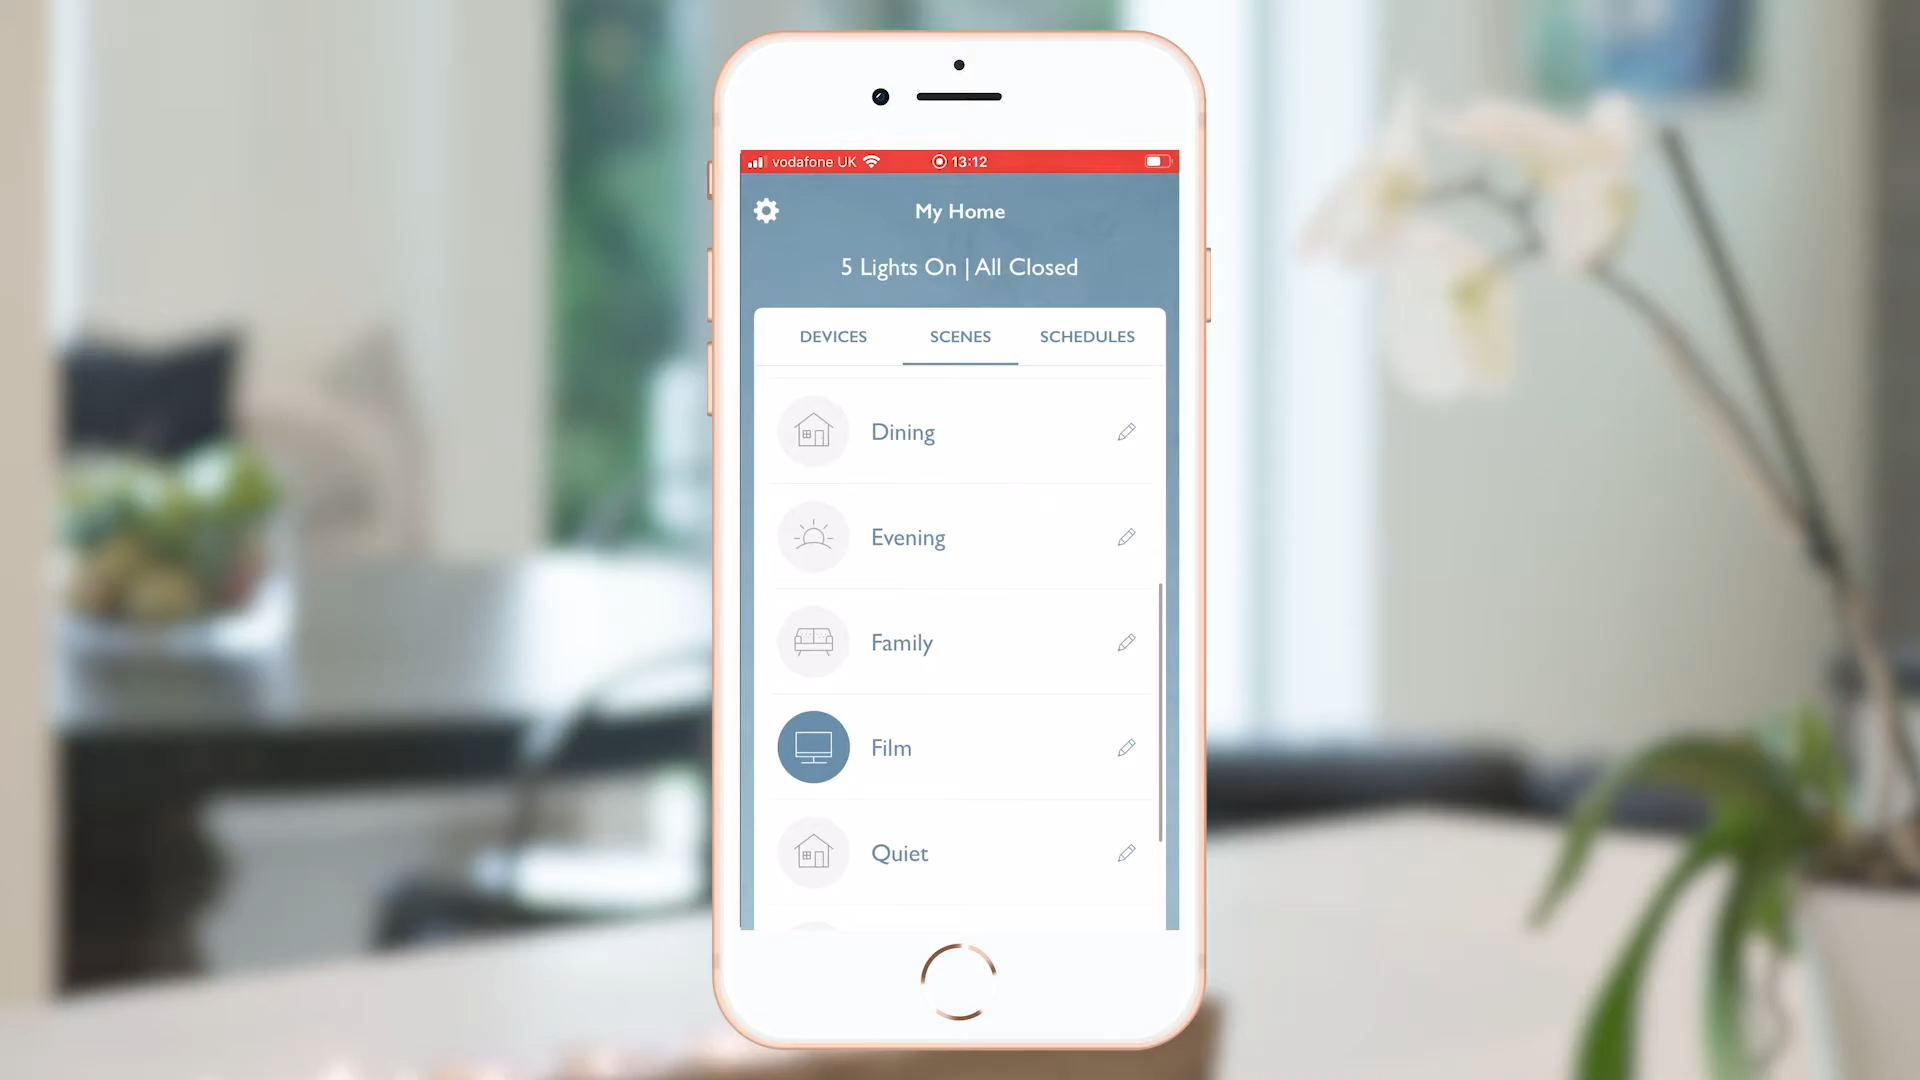 vodafone UK 13:12
My Home
5 Lights On | All Closed
DEVICES SCENES SCHEDULES
Dining
Evening
Family
Film
Quiet